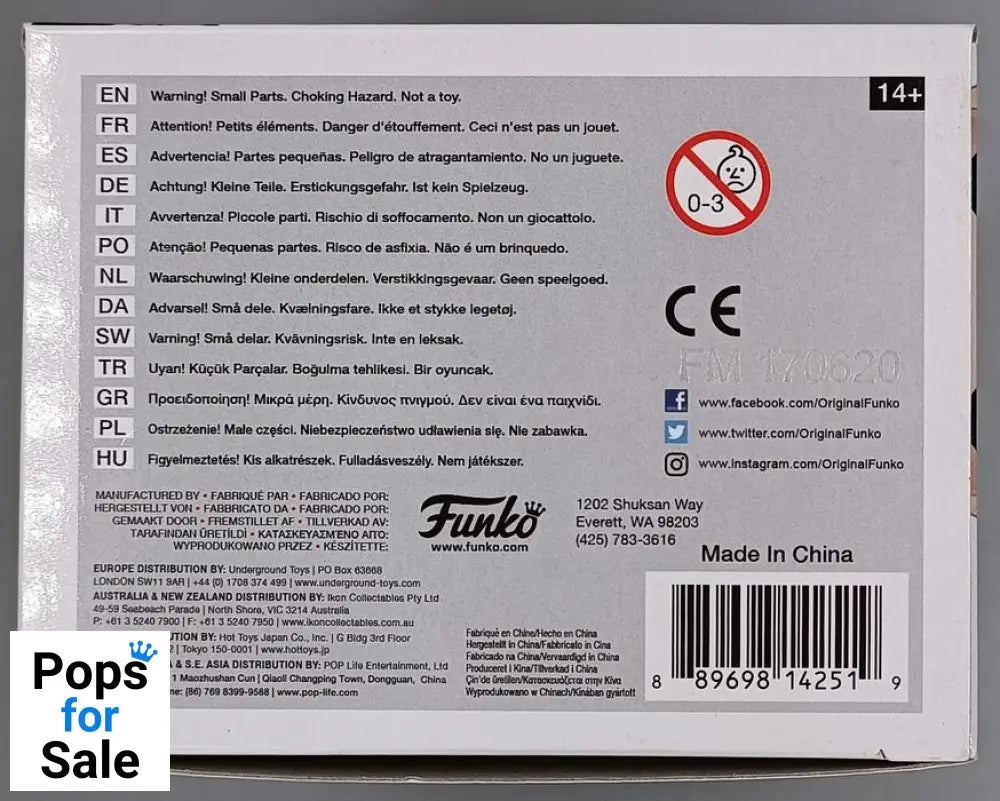 14+
EN Warning! Small Parts. Choking Hazard. Not a toy.
FR Attention! Petits éléments. Danger d'étouffement. Ceci n'est pas un jouet.
ES Advertencia! Partes pequeñas. Peligro de atragantamiento. No un juguete.
DE Achtung! Kleine Teile. Erstickungsgefahr. Ist kein Spielzeug.
IT Avvertenza! Piccole parti. Rischio di soffocamento. Non un giocattolo.
PO Atenção! Pequenas partes. Risco de asfixia. Não é um brinquedo.
NL Waarschuwing! Kleine onderdelen. Verstikkingsgevaar. Geen speelgoed.
DA Advarsel! Små dele. Kvælningsfare. Ikke et stykke legetøj.
SW Varning! Små delar. Kvävningsrisk. Inte en leksak.
TR Uyarı! Küçük Parçalar. Boğulma tehlikesi. Bir oyuncak.
GR Προειδοποίηση! Μικρά μέρη. Κίνδυνος πνιγμού. Δεν είναι ένα παιχνίδι.
PL Ostrzeżenie! Małe części. Niebezpieczeństwo udławienia się. Nie zabawka.
HU Figyelmeztetés! Kis alkatrészek. Fulladásveszély. Nem játékszer.
0-3
CE
FM 170620
www.facebook.com/OriginalFunko
www.twitter.com/OriginalFunko
www.instagram.com/OriginalFunko
MANUFACTURED BY • FABRIQUÉ PAR • FABRICADO POR:
HERGESTELLT VON • FABBRICATO DA • FABRICADO POR:
GEMAAKT DOOR • FREMSTILLET AF • TILLVERKAD AV:
TARAFINDAN ÜRETİLDİ • ΚΑΤΑΣΚΕΥΑΣΜΕΝΟ ΑΠΟ:
WYPRODUKOWANO PRZEZ • KÉSZÍTETTE:
Funko
www.funko.com
1202 Shuksan Way
Everett, WA 98203
(425) 783-3616
Made In China
EUROPE DISTRIBUTION BY: Underground Toys | PO Box 63868
LONDON SW11 9AR | +44 (0) 1708 374 499 | www.underground-toys.com
AUSTRALIA & NEW ZEALAND DISTRIBUTION BY: Ikon Collectables Pty Ltd
49-59 Seabeach Parade | North Shore, VIC 3214 Australia
P: +61 3 5240 7900 | F: +61 3 5240 7950 | www.ikoncollectables.com.au
UTION BY: Hot Toys Japan Co., Inc. | G Bldg 3rd Floor
2 | Tokyo 150-0001 | www.hottoys.jp
A & S.E. ASIA DISTRIBUTION BY: POP Life Entertainment, Ltd
1 Maozhushan Cun | Qiaoli Changping Town, Dongguan, China
ne: (86) 769 8399-9588 | www.pop-life.com
Fabriqué en Chine/Hecho en China
Hergestellt in China/Fabbricato in Cina
Fabricado na China/Vervaardigd in China
Produceret i Kina/Tillverkad i China
Çin'de üretilen/Κατασκευάζεται στην Κίνα
Wyprodukowano w Chinach/Kínában gyártott
8 89698 14251 9
Pops
for
Sale